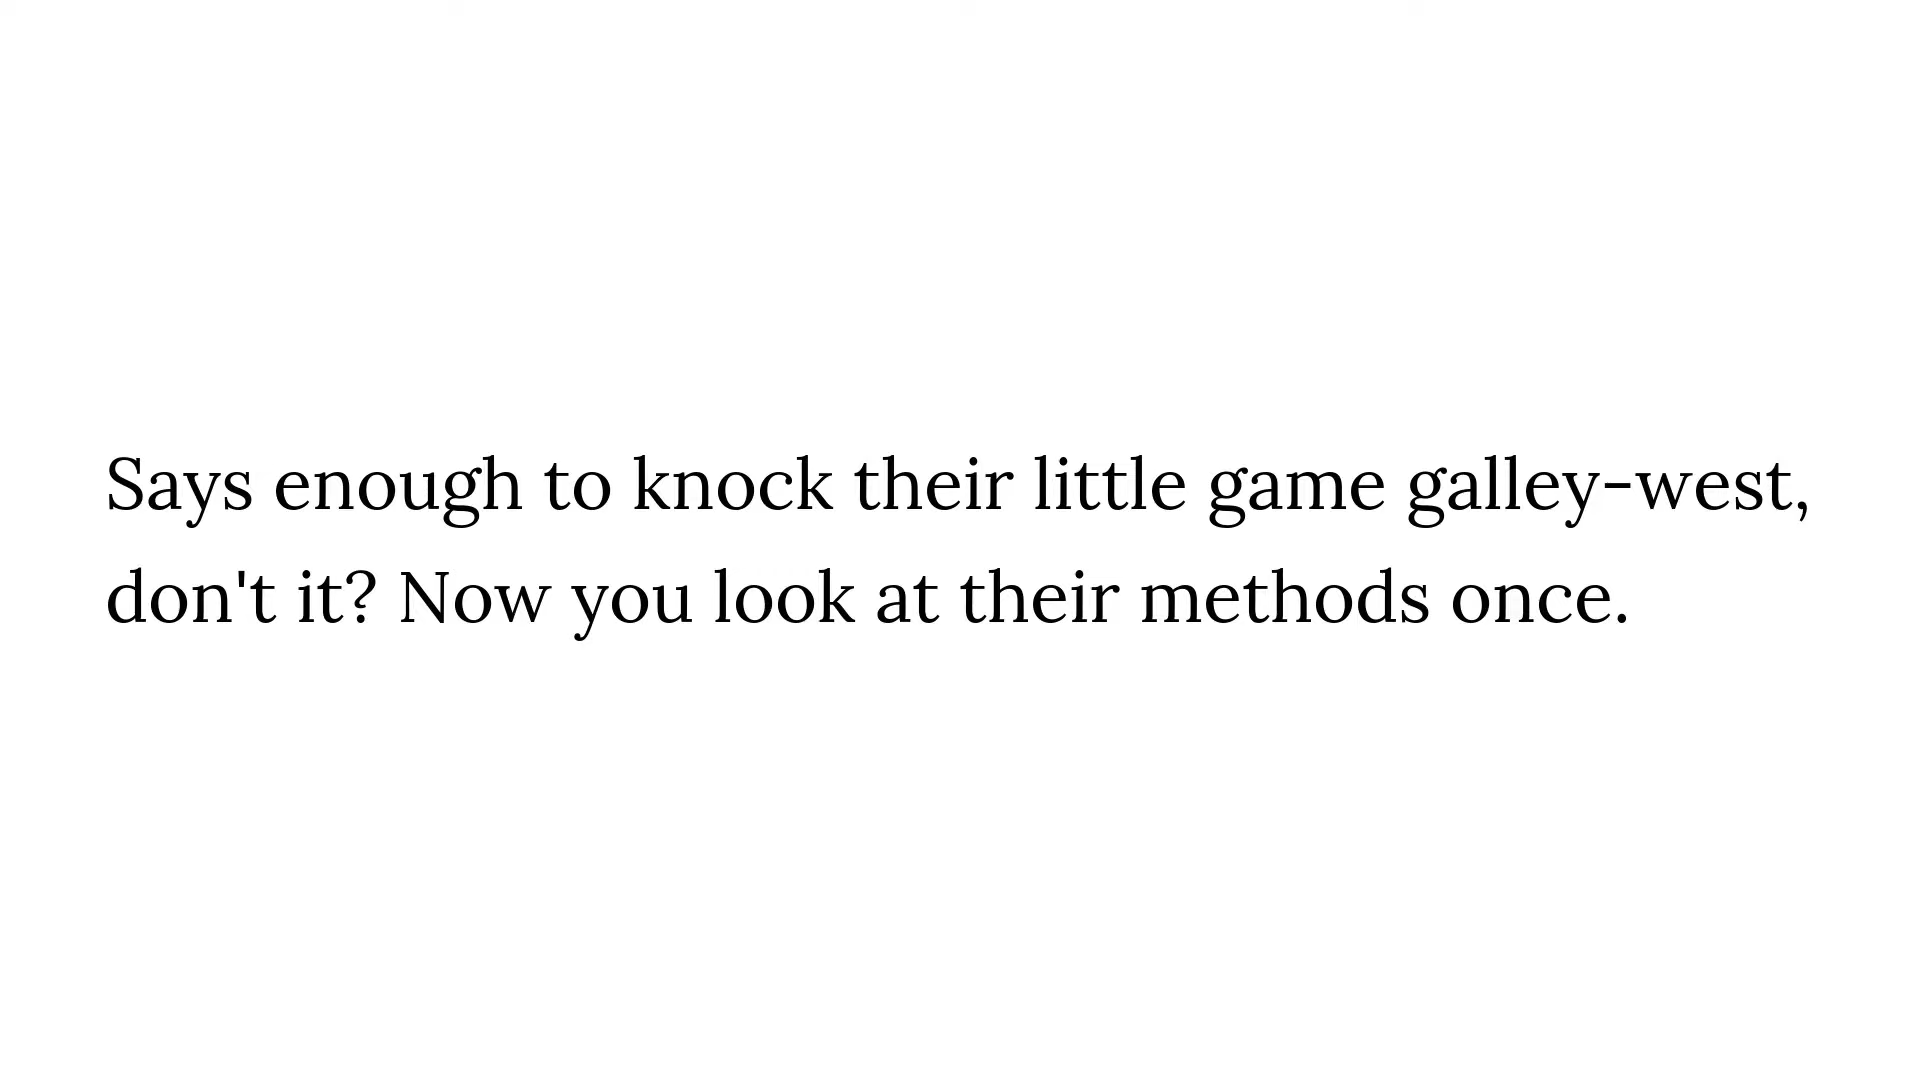 Says enough to knock their little game galley-west,
don't it? Now you look at their methods once.